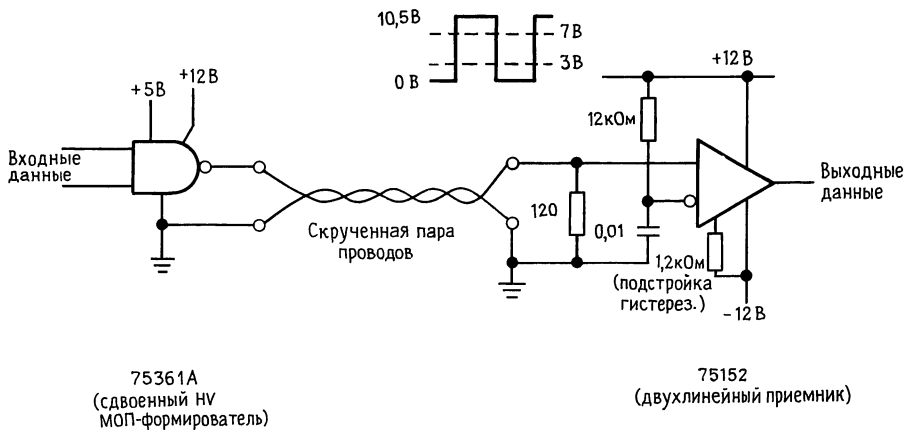 10,5В
7В
3В
0В
+5В
+12В
+12В
12кОм
Входные
данные
Выходные
данные
120
0,01
Скрученная пара
проводов
1,2кОм
(подстройка
гистерез.)
-12В
75361А
(сдвоенный HV
МОП-формирователь)
75152
(двухлинейный приемник)